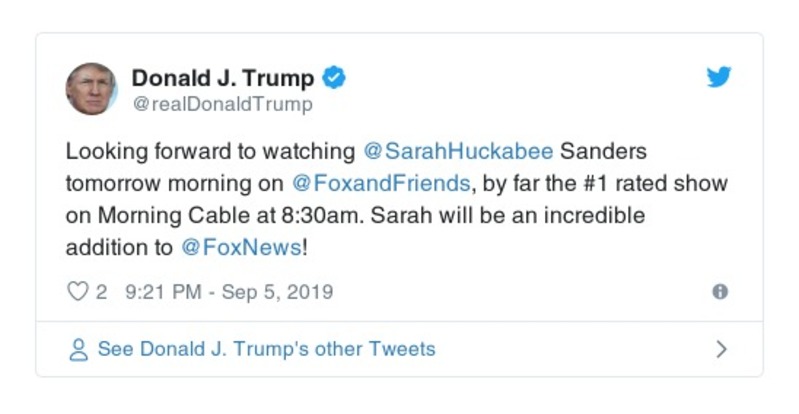 Donald J. Trump
@realDonaldTrump
Looking forward to watching @SarahHuckabee Sanders
tomorrow morning on @FoxandFriends, by far the #1 rated show
on Morning Cable at 8:30am. Sarah will be an incredible
addition to @FoxNews!
2 9:21 PM - Sep 5, 2019
See Donald J. Trump's other Tweets